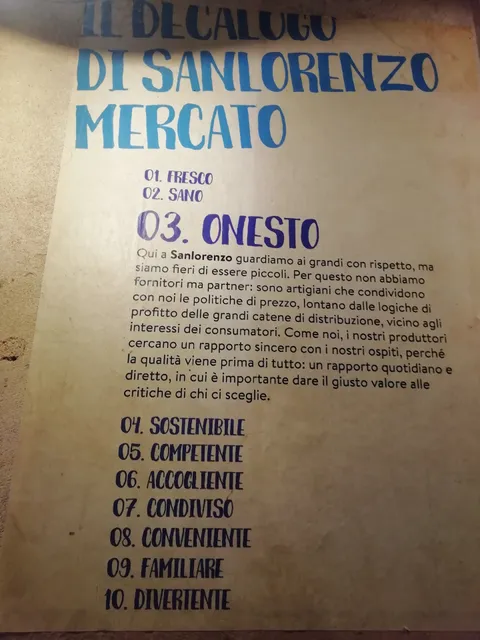 IL DECALOGO
DI SANLORENZO
MERCATO
01. FRESCO
02. SANO
03. ONESTO
Qui a Sanlorenzo guardiamo ai grandi con rispetto, ma
siamo fieri di essere piccoli. Per questo non abbiamo
fornitori ma partner: sono artigiani che condividono
con noi le politiche di prezzo, lontano dalle logiche di
profitto delle grandi catene di distribuzione, vicino agli
interessi dei consumatori. Come noi, i nostri produttori
cercano un rapporto sincero con i nostri ospiti, perché
la qualità viene prima di tutto: un rapporto quotidiano e
diretto, in cui è importante dare il giusto valore alle
critiche di chi ci sceglie.
04. SOSTENIBILE
05. COMPETENTE
06. ACCOGLIENTE
07. CONDIVISO
08. CONVENIENTE
09. FAMILIARE
10. DIVERTENTE